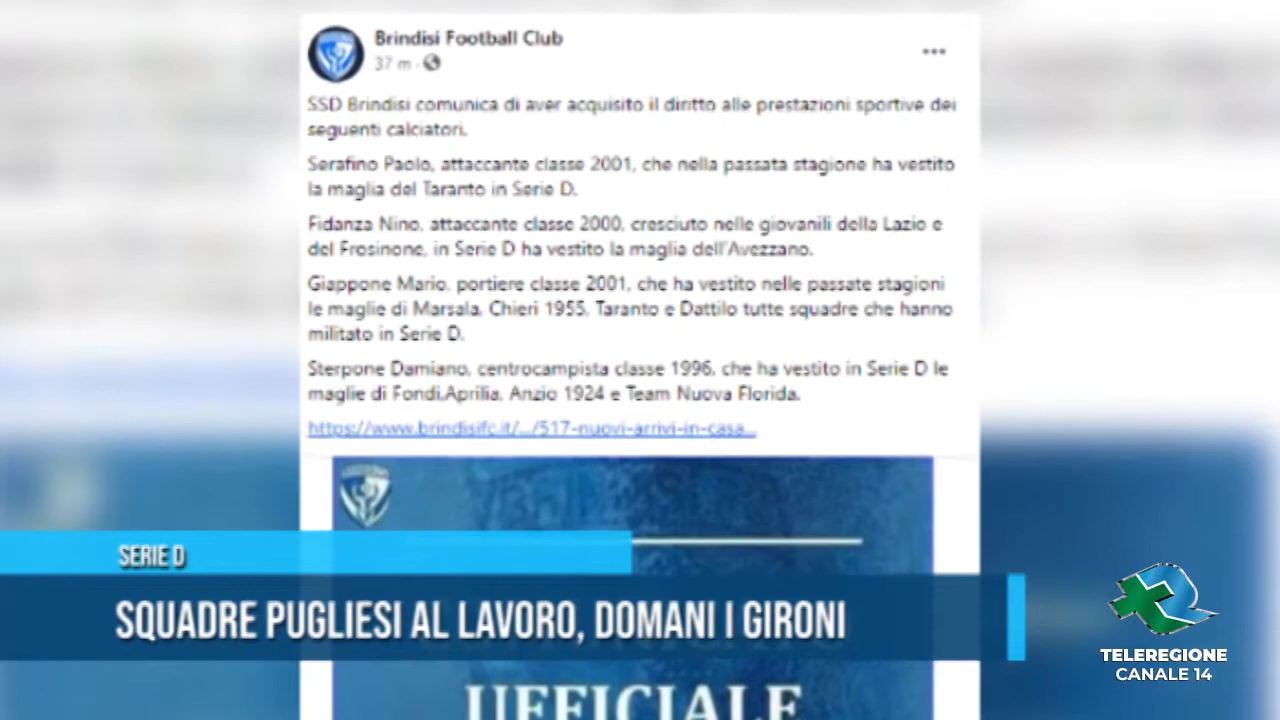 Brindisi Football Club
37 m ·
SSD Brindisi comunica di aver acquisito il diritto alle prestazioni sportive dei
seguenti calciatori.
Serafino Paolo, attaccante classe 2001, che nella passata stagione ha vestito
la maglia del Taranto in Serie D.
Fidanza Nino, attaccante classe 2000, cresciuto nelle giovanili della Lazio e
del Frosinone, in Serie D ha vestito la maglia dell'Avezzano.
Giappone Mario, portiere classe 2001, che ha vestito nelle passate stagioni
le maglie di Marsala, Chieri 1955, Taranto e Dattilo tutte squadre che hanno
militato in Serie D.
Sterpone Damiano, centrocampista classe 1996, che ha vestito in Serie D le
maglie di Fondi,Aprilia, Anzio 1924 e Team Nuova Florida.
https://www.brindisifc.it/.../517-nuovi-arrivi-in-casa...
SERIE D
SQUADRE PUGLIESI AL LAVORO, DOMANI I GIRONI
UFFICIALE
TELEREGIONE
CANALE 14